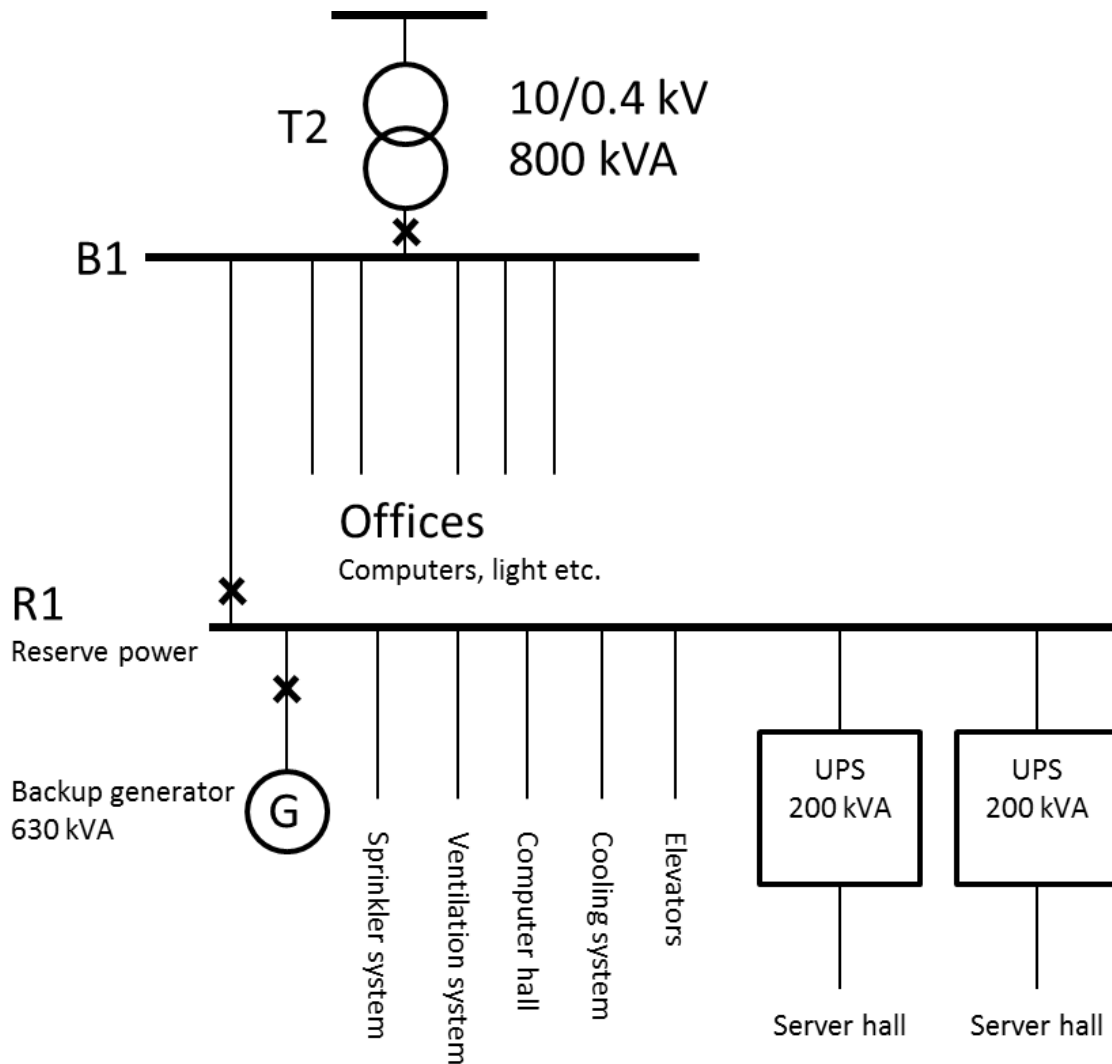 T2
10/0.4 kV
800 kVA
B1
Offices
Computers, light etc.
R1
Reserve power
Backup generator
630 kVA
G
Sprinkler system
Ventilation system
Computer hall
Cooling system
Elevators
UPS
200 kVA
UPS
200 kVA
Server hall
Server hall